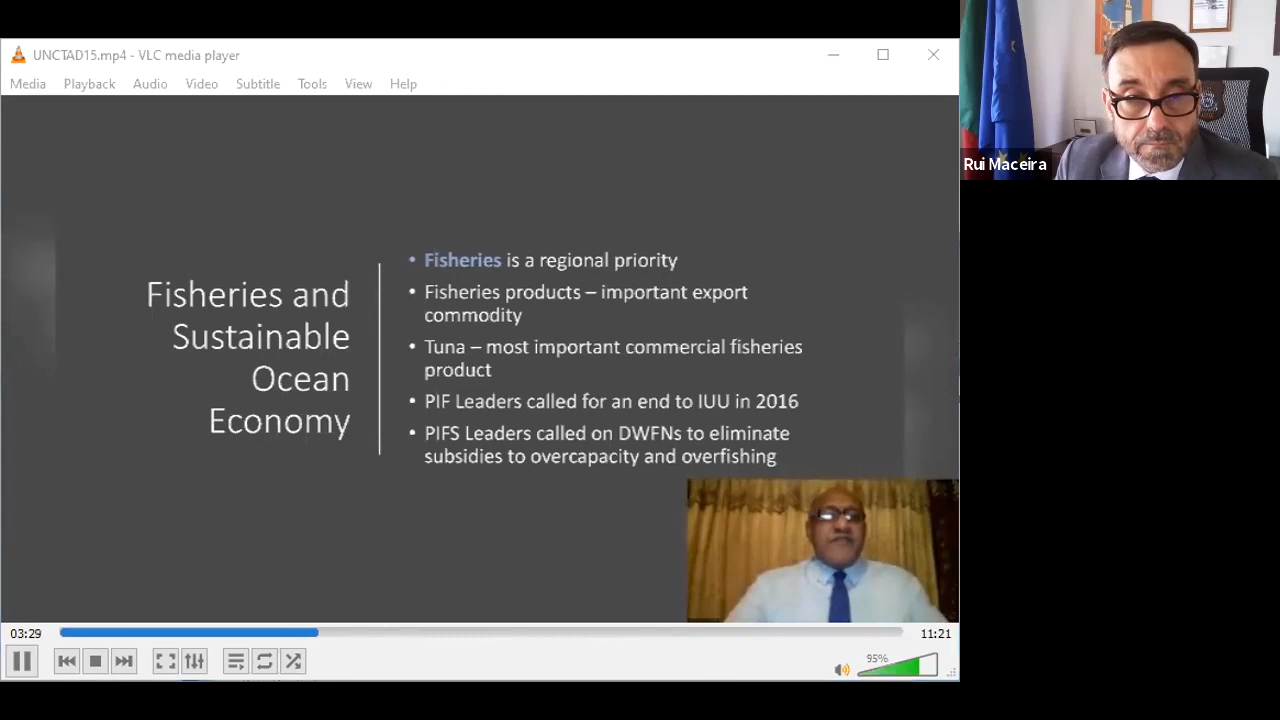 UNCTAD15.mp4 - VLC media player
Media Playback Audio Video Subtitle Tools View Help
Fisheries and
Sustainable
Ocean
Economy
• Fisheries is a regional priority
• Fisheries products – important export
commodity
• Tuna – most important commercial fisheries
product
• PIF Leaders called for an end to IUU in 2016
• PIFS Leaders called on DWFNs to eliminate
subsidies to overcapacity and overfishing
03:29
11:21
95%
Rui Maceira